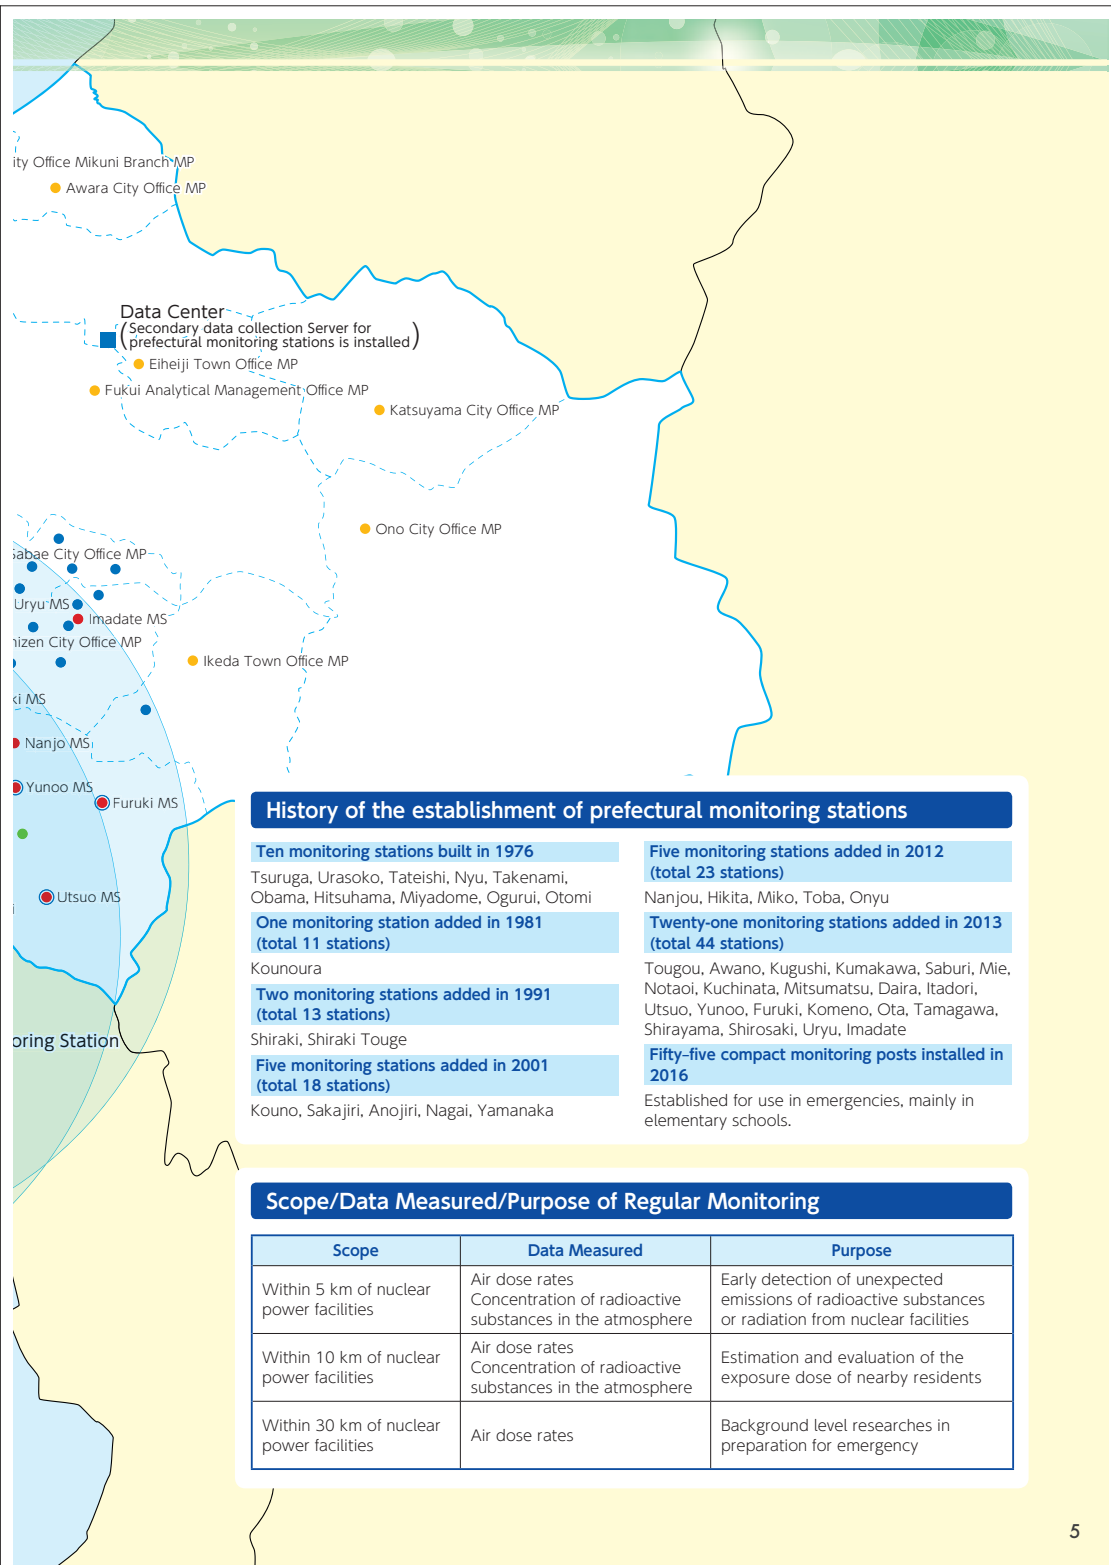 ity Office Mikuni Branch MP
Awara City Office MP
Data Center
(Secondary data collection Server for
prefectural monitoring stations is installed)
Eiheiji Town Office MP
Fukui Analytical Management Office MP
Katsuyama City Office MP
Ono City Office MP
Sabae City Office MP
Uryu MS
Imadate MS
izen City Office MP
Ikeda Town Office MP
ki MS
Nanjo MS
Yunoo MS
Furuki MS
Utsuo MS
i
oring Station
History of the establishment of prefectural monitoring stations
Ten monitoring stations built in 1976
Tsuruga, Urasoko, Tateishi, Nyu, Takenami,
Obama, Hitsuhama, Miyadome, Ogurui, Otomi
One monitoring station added in 1981
(total 11 stations)
Kounoura
Two monitoring stations added in 1991
(total 13 stations)
Shiraki, Shiraki Touge
Five monitoring stations added in 2001
(total 18 stations)
Kouno, Sakajiri, Anojiri, Nagai, Yamanaka
Five monitoring stations added in 2012
(total 23 stations)
Nanjou, Hikita, Miko, Toba, Onyu
Twenty-one monitoring stations added in 2013
(total 44 stations)
Tougou, Awano, Kugushi, Kumakawa, Saburi, Mie,
Notaoi, Kuchinata, Mitsumatsu, Daira, Itadori,
Utsuo, Yunoo, Furuki, Komeno, Ota, Tamagawa,
Shirayama, Shirosaki, Uryu, Imadate
Fifty-five compact monitoring posts installed in
2016
Established for use in emergencies, mainly in
elementary schools.
Scope/Data Measured/Purpose of Regular Monitoring
Scope
Data Measured
Purpose
Within 5 km of nuclear
power facilities
Air dose rates
Concentration of radioactive
substances in the atmosphere
Early detection of unexpected
emissions of radioactive substances
or radiation from nuclear facilities
Within 10 km of nuclear
power facilities
Air dose rates
Concentration of radioactive
substances in the atmosphere
Estimation and evaluation of the
exposure dose of nearby residents
Within 30 km of nuclear
power facilities
Air dose rates
Background level researches in
preparation for emergency
5